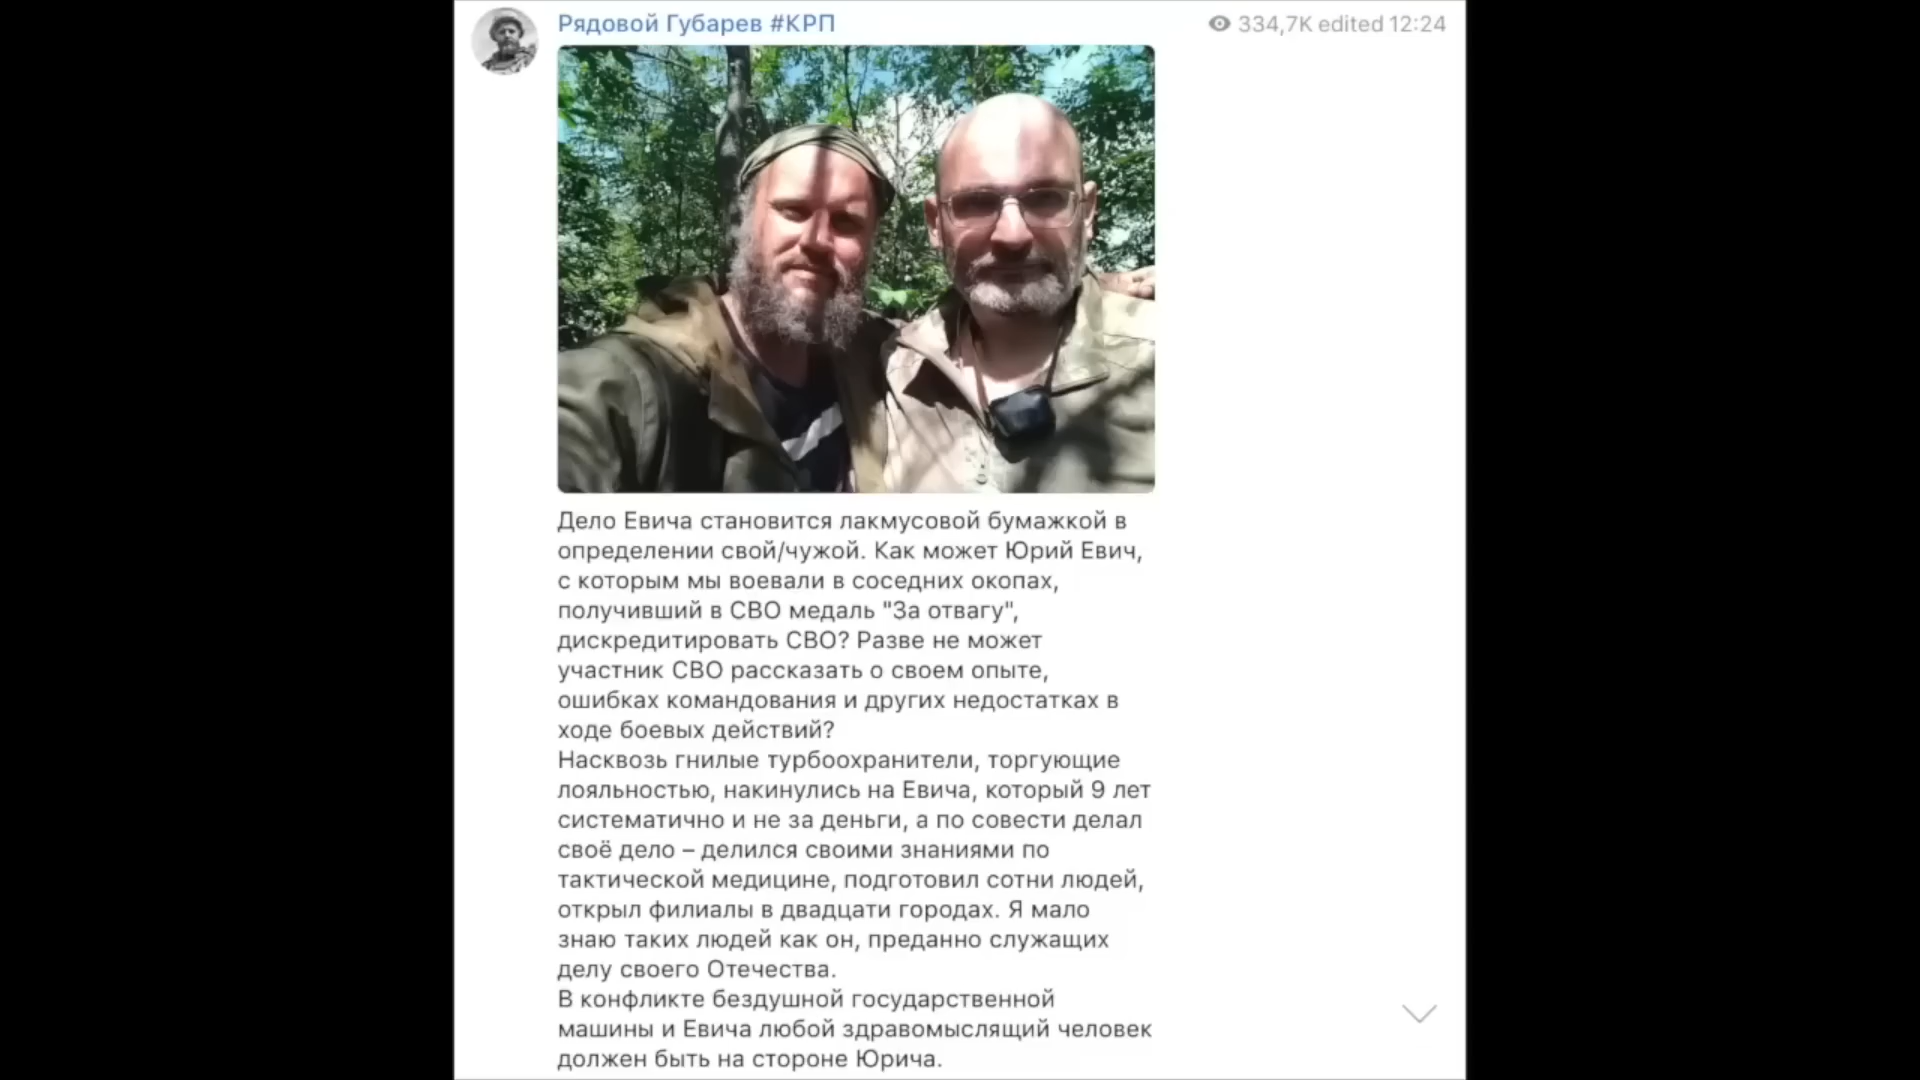 Рядовой Губарев #КРП
334,7K edited 12:24
Дело Евича становится лакмусовой бумажкой в
определении свой/чужой. Как может Юрий Евич,
с которым мы воевали в соседних окопах,
получивший в СВО медаль "За отвагу",
дискредитировать СВО? Разве не может
участник СВО рассказать о своем опыте,
ошибках командования и других недостатках в
ходе боевых действий?
Насквозь гнилые турбоохранители, торгующие
лояльностью, накинулись на Евича, который 9 лет
систематично и не за деньги, а по совести делал
своё дело – делился своими знаниями по
тактической медицине, подготовил сотни людей,
открыл филиалы в двадцати городах. Я мало
знаю таких людей как он, преданно служащих
делу своего Отечества.
В конфликте бездушной государственной
машины и Евича любой здравомыслящий человек
должен быть на стороне Юрича.